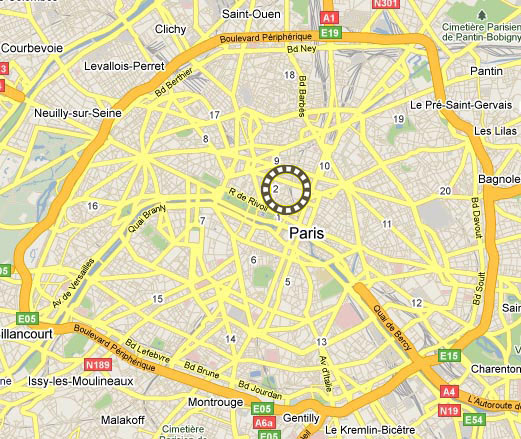 N301
Saint-Ouen
A1
E19
Cimetière Parisien
de Pantin-Bobigny
Clichy
Boulevard Périphérique
Courbevoie
Bd Ney
Levallois-Perret
18
Pantin
Bd Berthier
Bd Barbès
Neuilly-sur-Seine
Le Pré-Saint-Gervais
17
19
Les Lilas
8
9
10
2
Bagnole
R de Rivoli
Bd Davout
Quai Branly
7
11
20
Paris
6
5
E05
Av de Versailles
Bd Soult
15
12
E05
Quai de Bercy
illancourt
Boulevard Périphérique
14
13
Bd Lefebvre
E15
N189
Bd Brune
Av d'Italie
Charenton
Issy-les-Moulineaux
Bd Jourdan
A4
Montrouge
E05
L'Autoroute de
N19
Malakoff
A6a
Gentilly
E54
Cimetière
E05
Le Kremlin-Bicêtre